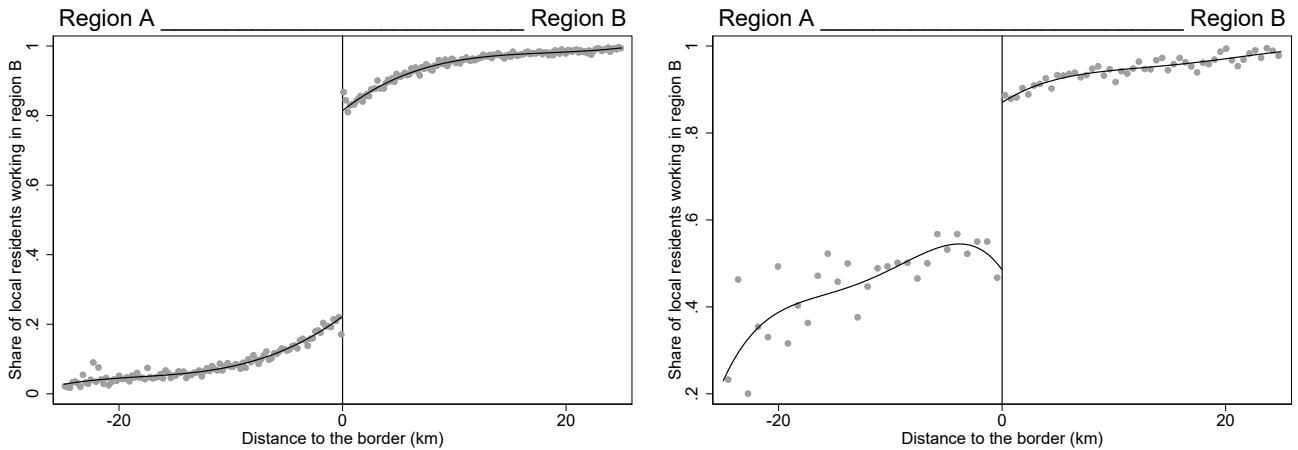 Region A ____________________________ Region B
Share of local residents working in region B
1
.8
.6
.4
.2
0
-20 0 20
Distance to the border (km)
Region A ____________________________ Region B
Share of local residents working in region B
1
.8
.6
.4
.2
-20 0 20
Distance to the border (km)